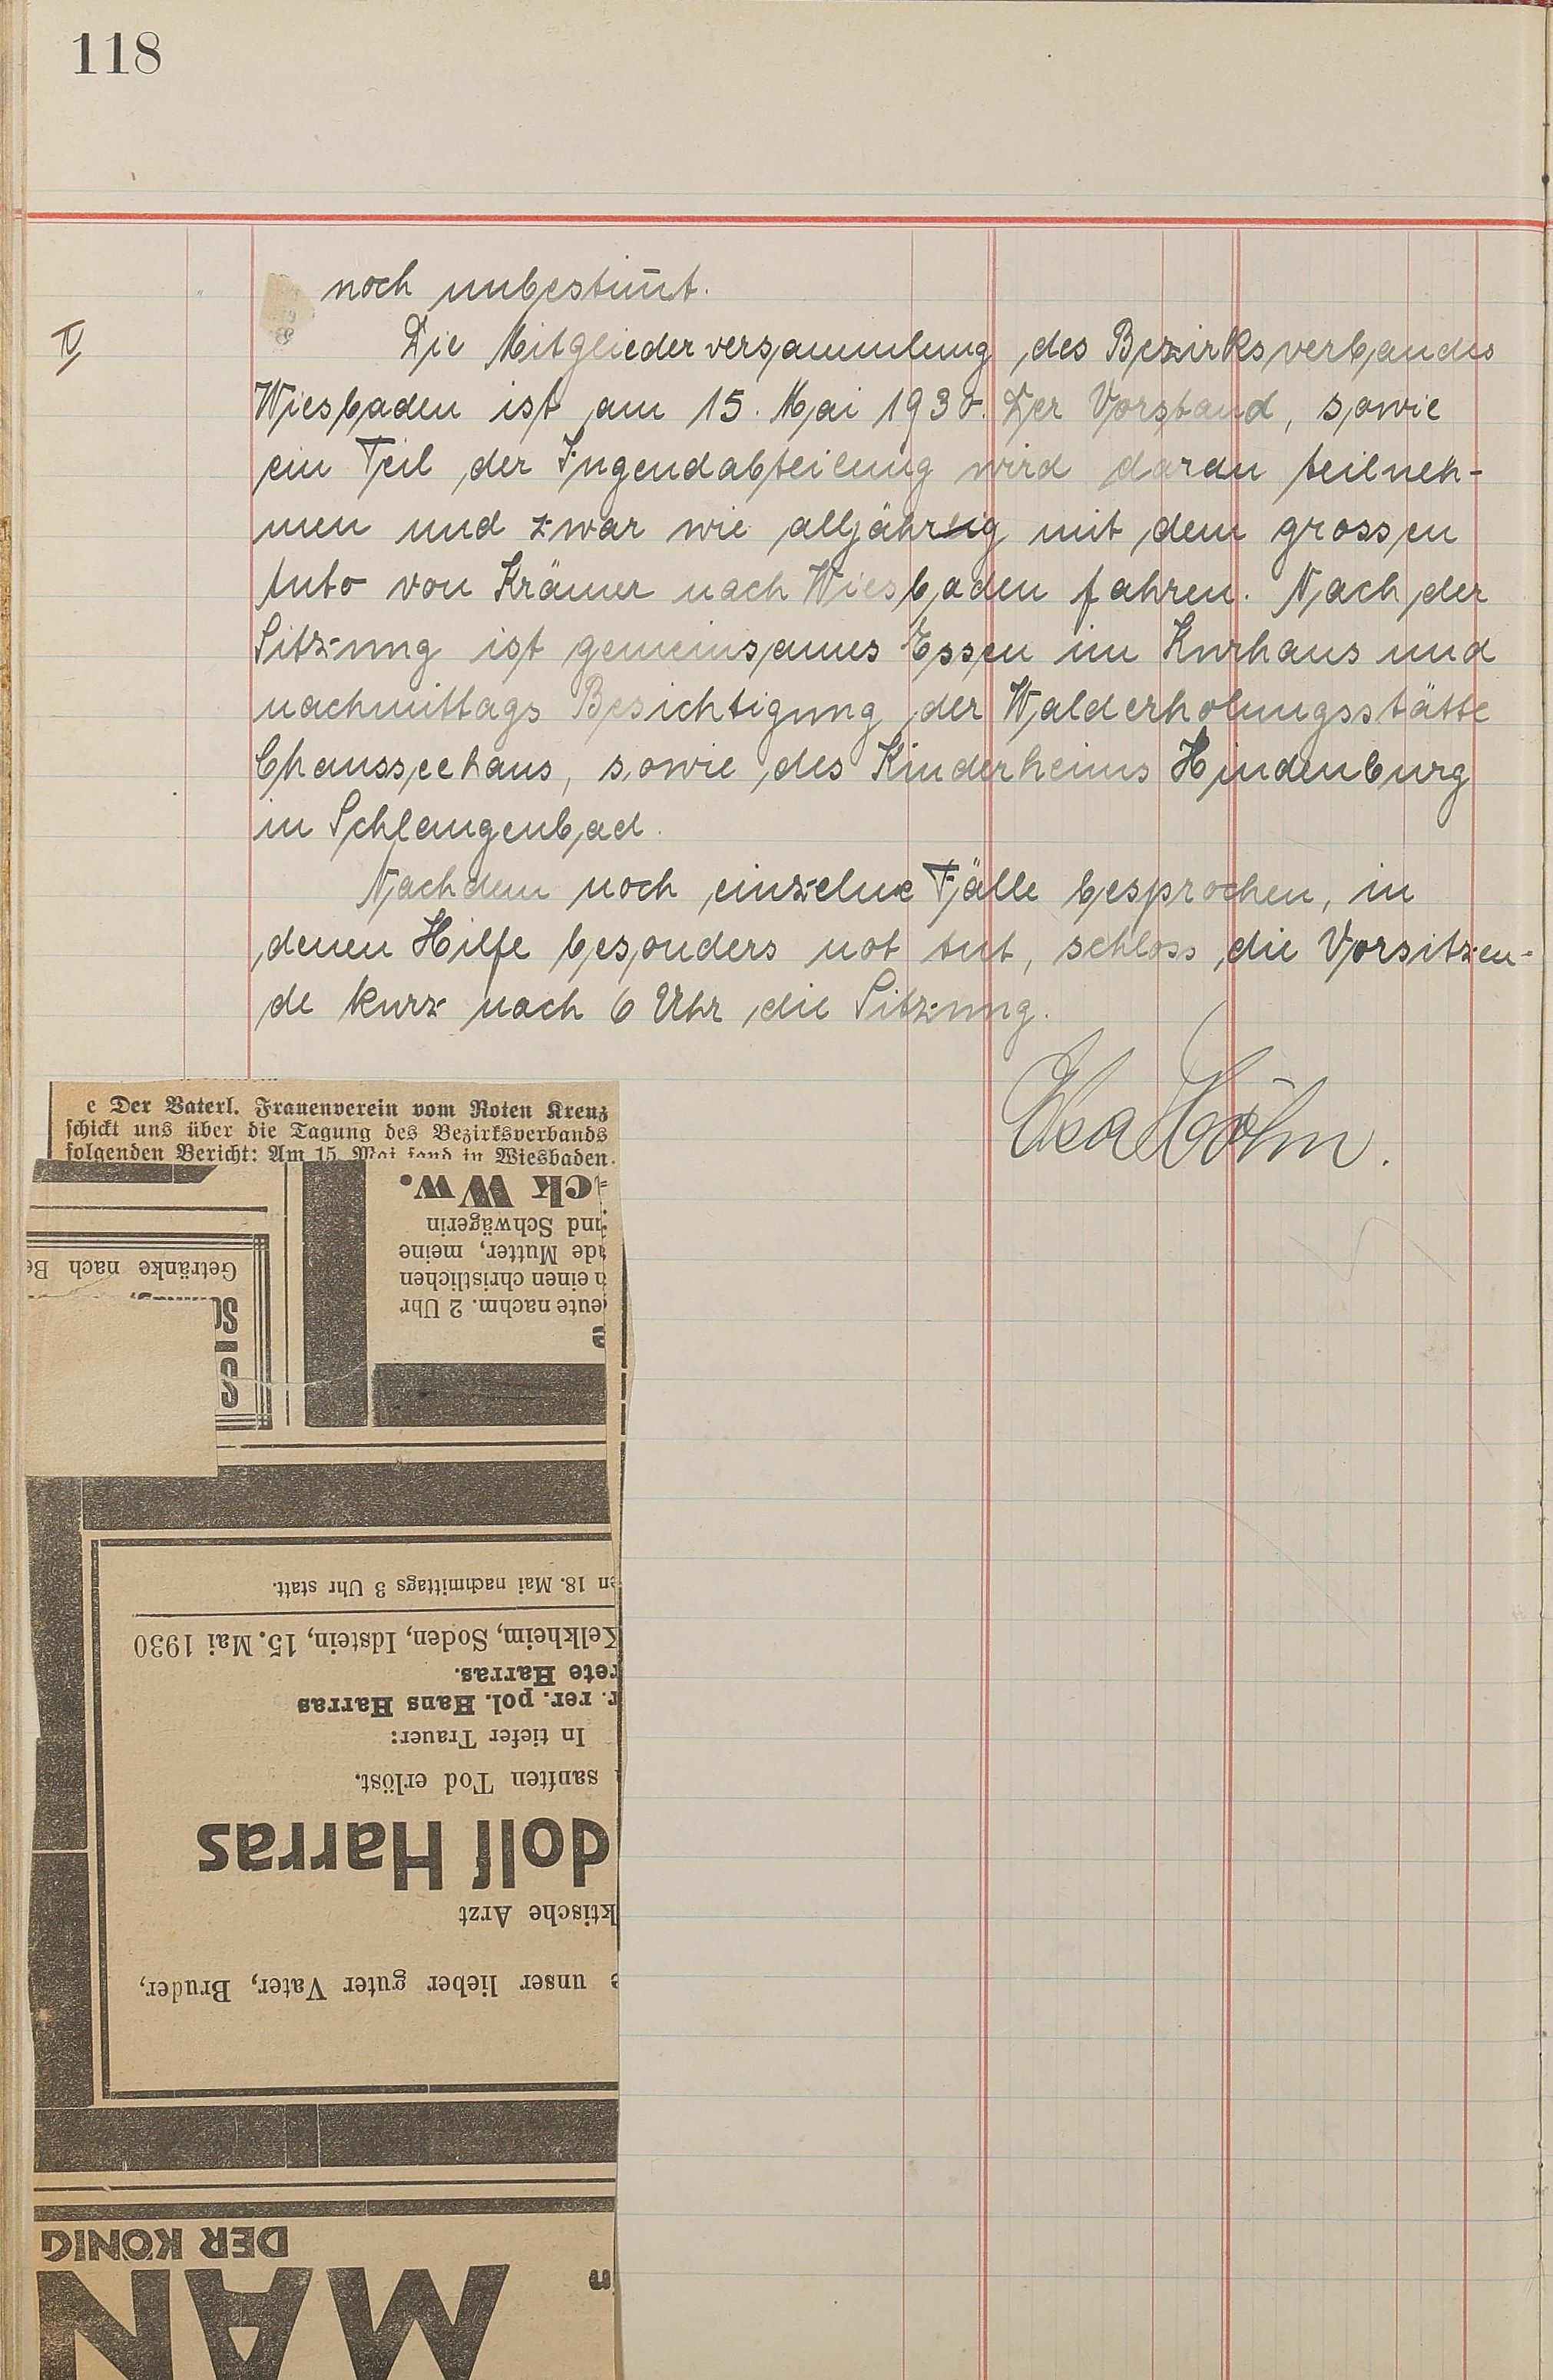 118
noch unbestim̅t.
IV
Die Mitgliederversammlung des Bezirksverbandes
Wiesbaden ist am 15. Mai 1930. Der Vorstand, sowie
ein Teil der Jugendabteilung wird daran teilneh-
men und zwar wie alljährlig mit dem grossen
Auto von Krämer nach Wiesbaden fahren. Nach der
Sitzung ist gemeinsames Essen im Kurhaus und
nachmittags Besichtigung der Walderholungsstätte
Chausseehaus, sowie des Kinderheims Hindenburg
in Schlangenbad.
Nachdem noch einzelne Fälle besprochen, in
denen Hilfe besonders not tut, schloss die Vorsitzen-
de kurz nach 6 Uhr die Sitzung.
e Der Vaterl. Frauenverein vom Roten Kreuz
schickt uns über die Tagung des Bezirksverbands
folgenden Bericht: Am 15. Mai fand in Wiesbaden
ck Ww.
und Schwägerin
de Mutter, meine
einen christlichen
eute nachm. 2 Uhr
e
Getränke nach Be
S
en 18. Mai nachmittags 3 Uhr statt.
Kelkheim, Soden, Idstein, 15. Mai 1930
rete Harras.
r. rer. pol. Hans Harras
In tiefer Trauer:
sanften Tod erlöst.
dolf Harras
ktische Arzt
e unser lieber guter Vater, Bruder,
DER KÖNIG
MAN
n